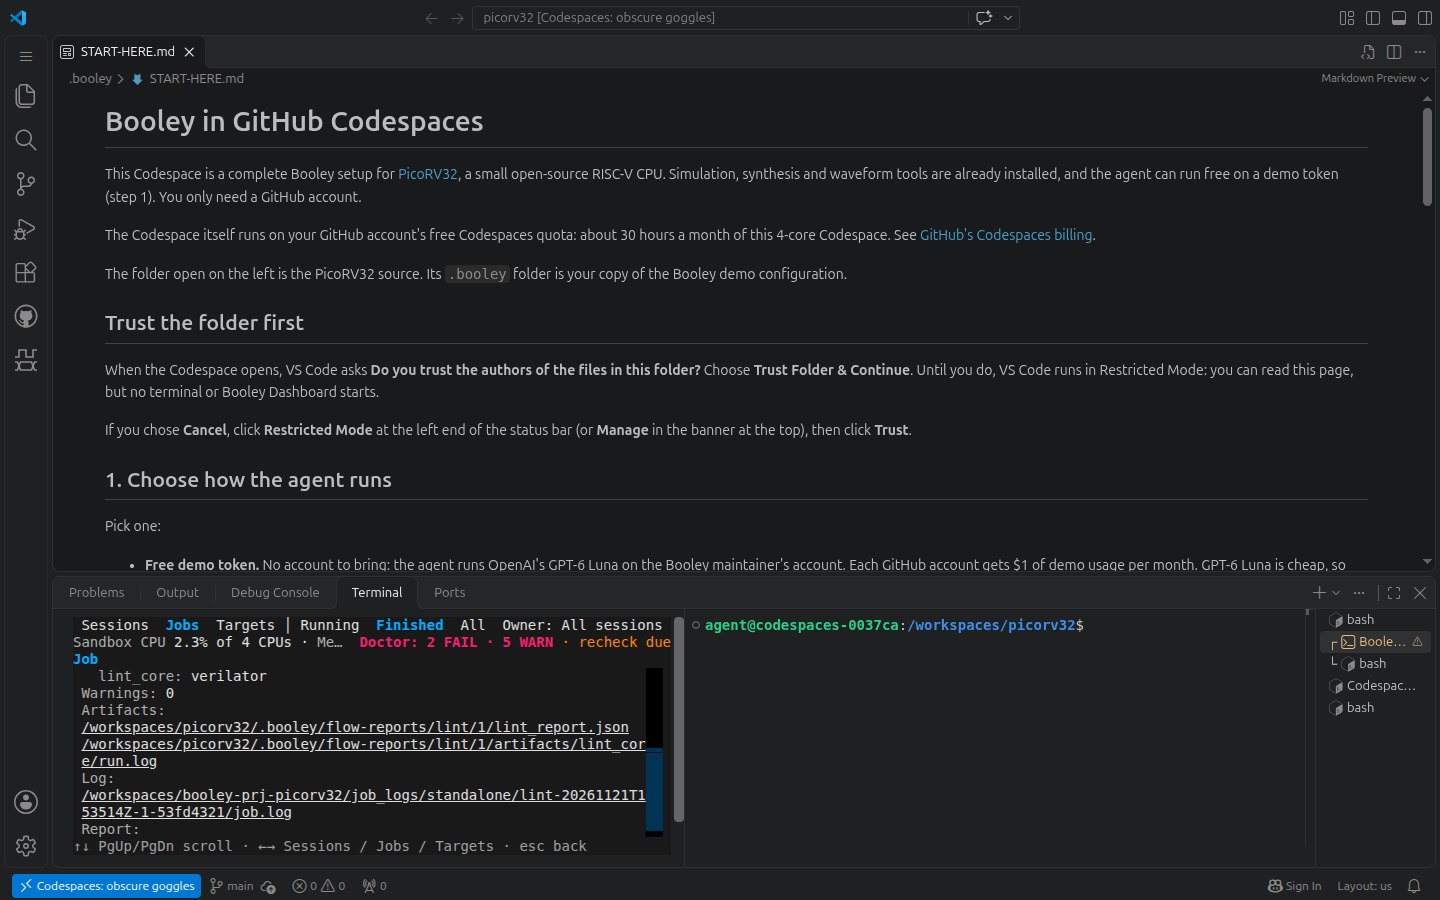 picorv32 [Codespaces: obscure goggles]
START-HERE.md
.booley > START-HERE.md
Markdown Preview
Booley in GitHub Codespaces
This Codespace is a complete Booley setup for PicoRV32, a small open-source RISC-V CPU. Simulation, synthesis and waveform tools are already installed, and the agent can run free on a demo token
(step 1). You only need a GitHub account.
The Codespace itself runs on your GitHub account's free Codespaces quota: about 30 hours a month of this 4-core Codespace. See GitHub's Codespaces billing.
The folder open on the left is the PicoRV32 source. Its .booley folder is your copy of the Booley demo configuration.
Trust the folder first
When the Codespace opens, VS Code asks Do you trust the authors of the files in this folder? Choose Trust Folder & Continue. Until you do, VS Code runs in Restricted Mode: you can read this page,
but no terminal or Booley Dashboard starts.
If you chose Cancel, click Restricted Mode at the left end of the status bar (or Manage in the banner at the top), then click Trust.
1. Choose how the agent runs
Pick one:
• Free demo token. No account to bring: the agent runs OpenAI's GPT-6 Luna on the Booley maintainer's account. Each GitHub account gets $1 of demo usage per month. GPT-6 Luna is cheap, so
Problems Output Debug Console Terminal Ports
Sessions Jobs Targets | Running Finished All Owner: All sessions
Sandbox CPU 2.3% of 4 CPUs · Me… Doctor: 2 FAIL · 5 WARN · recheck due
Job
lint_core: verilator
Warnings: 0
Artifacts:
/workspaces/picorv32/.booley/flow-reports/lint/1/lint_report.json
/workspaces/picorv32/.booley/flow-reports/lint/1/artifacts/lint_cor
e/run.log
Log:
/workspaces/booley-prj-picorv32/job_logs/standalone/lint-20261121T1
53514Z-1-53fd4321/job.log
Report:
↑↓ PgUp/PgDn scroll · ←→ Sessions / Jobs / Targets · esc back
agent@codespaces-0037ca:/workspaces/picorv32$
bash
Boole...
bash
Codespac...
bash
Codespaces: obscure goggles
main
0 0
0
Sign In
Layout: us